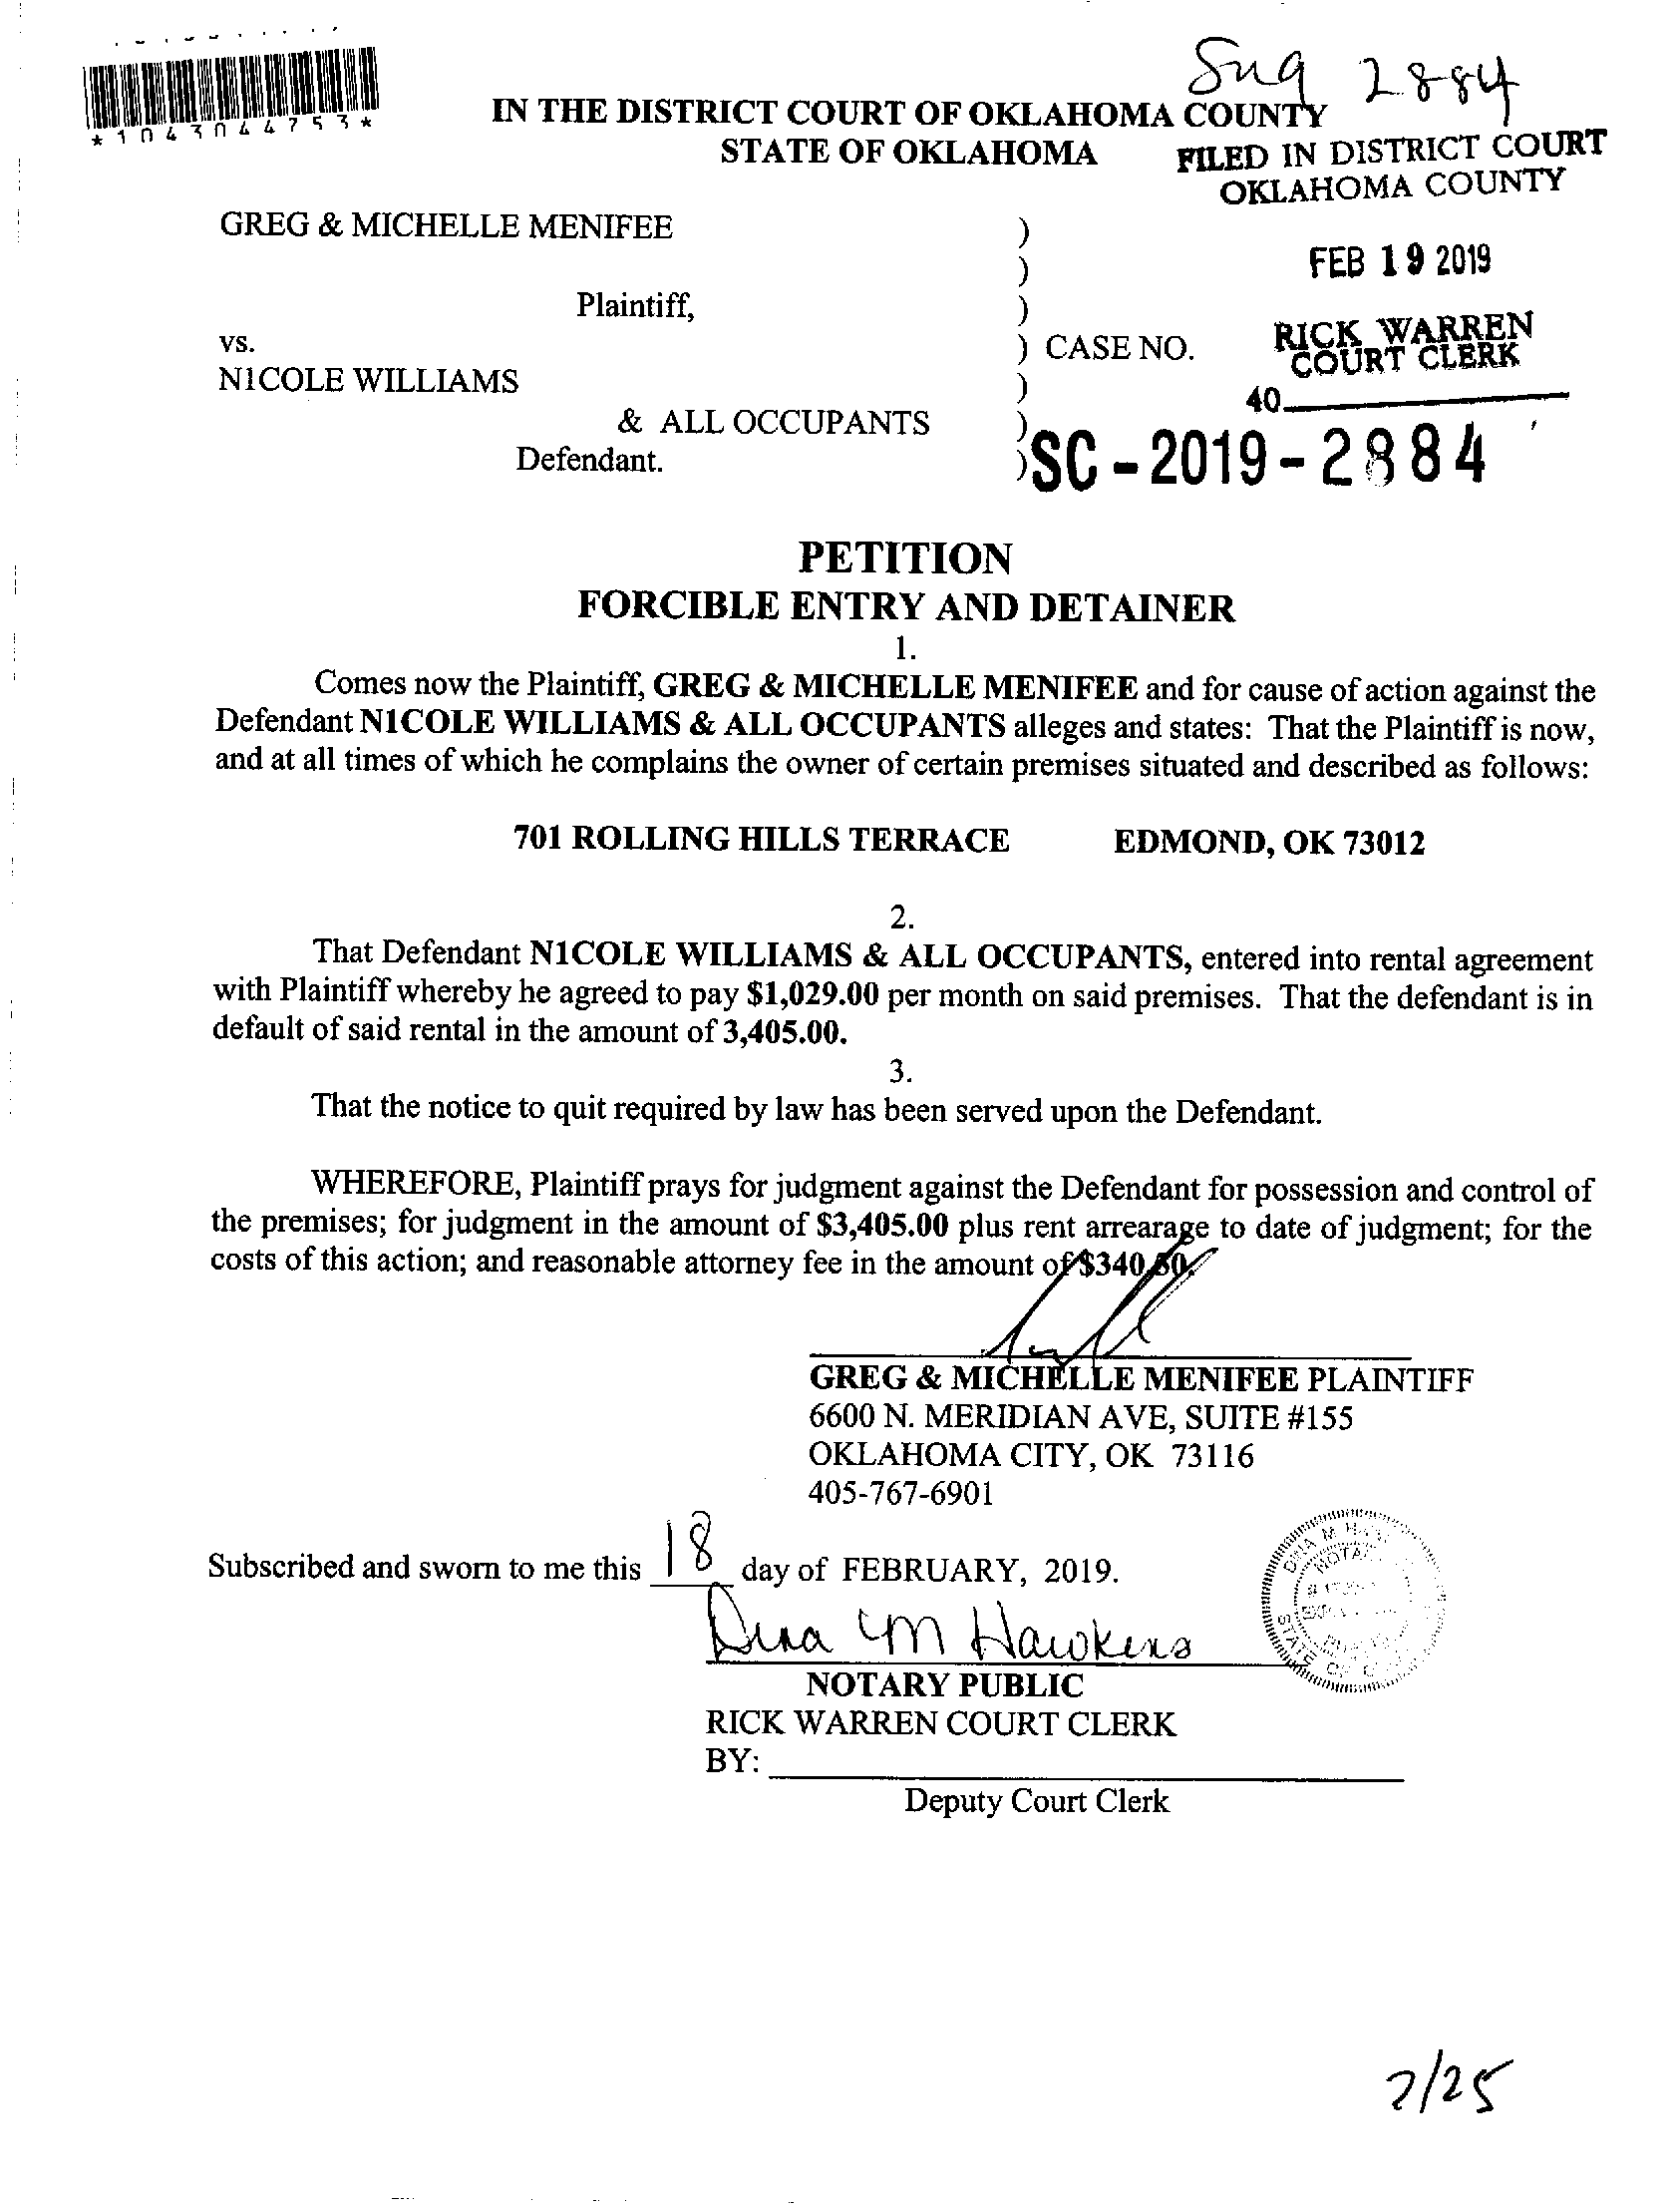 *1043044753*
Sug 2884
IN THE DISTRICT COURT OF OKLAHOMA COUNTY
STATE OF OKLAHOMA
FILED IN DISTRICT COURT
OKLAHOMA COUNTY
GREG & MICHELLE MENIFEE )
)
FEB 19 2019
Plaintiff, )
vs. ) CASE NO.
RICK WARREN
COURT CLERK
N1COLE WILLIAMS )
40
& ALL OCCUPANTS )
Defendant. )
SC-2019-2884
PETITION
FORCIBLE ENTRY AND DETAINER
1.
Comes now the Plaintiff, GREG & MICHELLE MENIFEE and for cause of action against the
Defendant N1COLE WILLIAMS & ALL OCCUPANTS alleges and states: That the Plaintiff is now,
and at all times of which he complains the owner of certain premises situated and described as follows:
701 ROLLING HILLS TERRACE EDMOND, OK 73012
2.
That Defendant N1COLE WILLIAMS & ALL OCCUPANTS, entered into rental agreement
with Plaintiff whereby he agreed to pay $1,029.00 per month on said premises. That the defendant is in
default of said rental in the amount of 3,405.00.
3.
That the notice to quit required by law has been served upon the Defendant.
WHEREFORE, Plaintiff prays for judgment against the Defendant for possession and control of
the premises; for judgment in the amount of $3,405.00 plus rent arrearage to date of judgment; for the
costs of this action; and reasonable attorney fee in the amount of $340.50.
GREG & MICHELLE MENIFEE PLAINTIFF
6600 N. MERIDIAN AVE, SUITE #155
OKLAHOMA CITY, OK 73116
405-767-6901
Subscribed and sworn to me this 18 day of FEBRUARY, 2019.
Dina M Hawkins
NOTARY PUBLIC
RICK WARREN COURT CLERK
BY:
Deputy Court Clerk
2/25